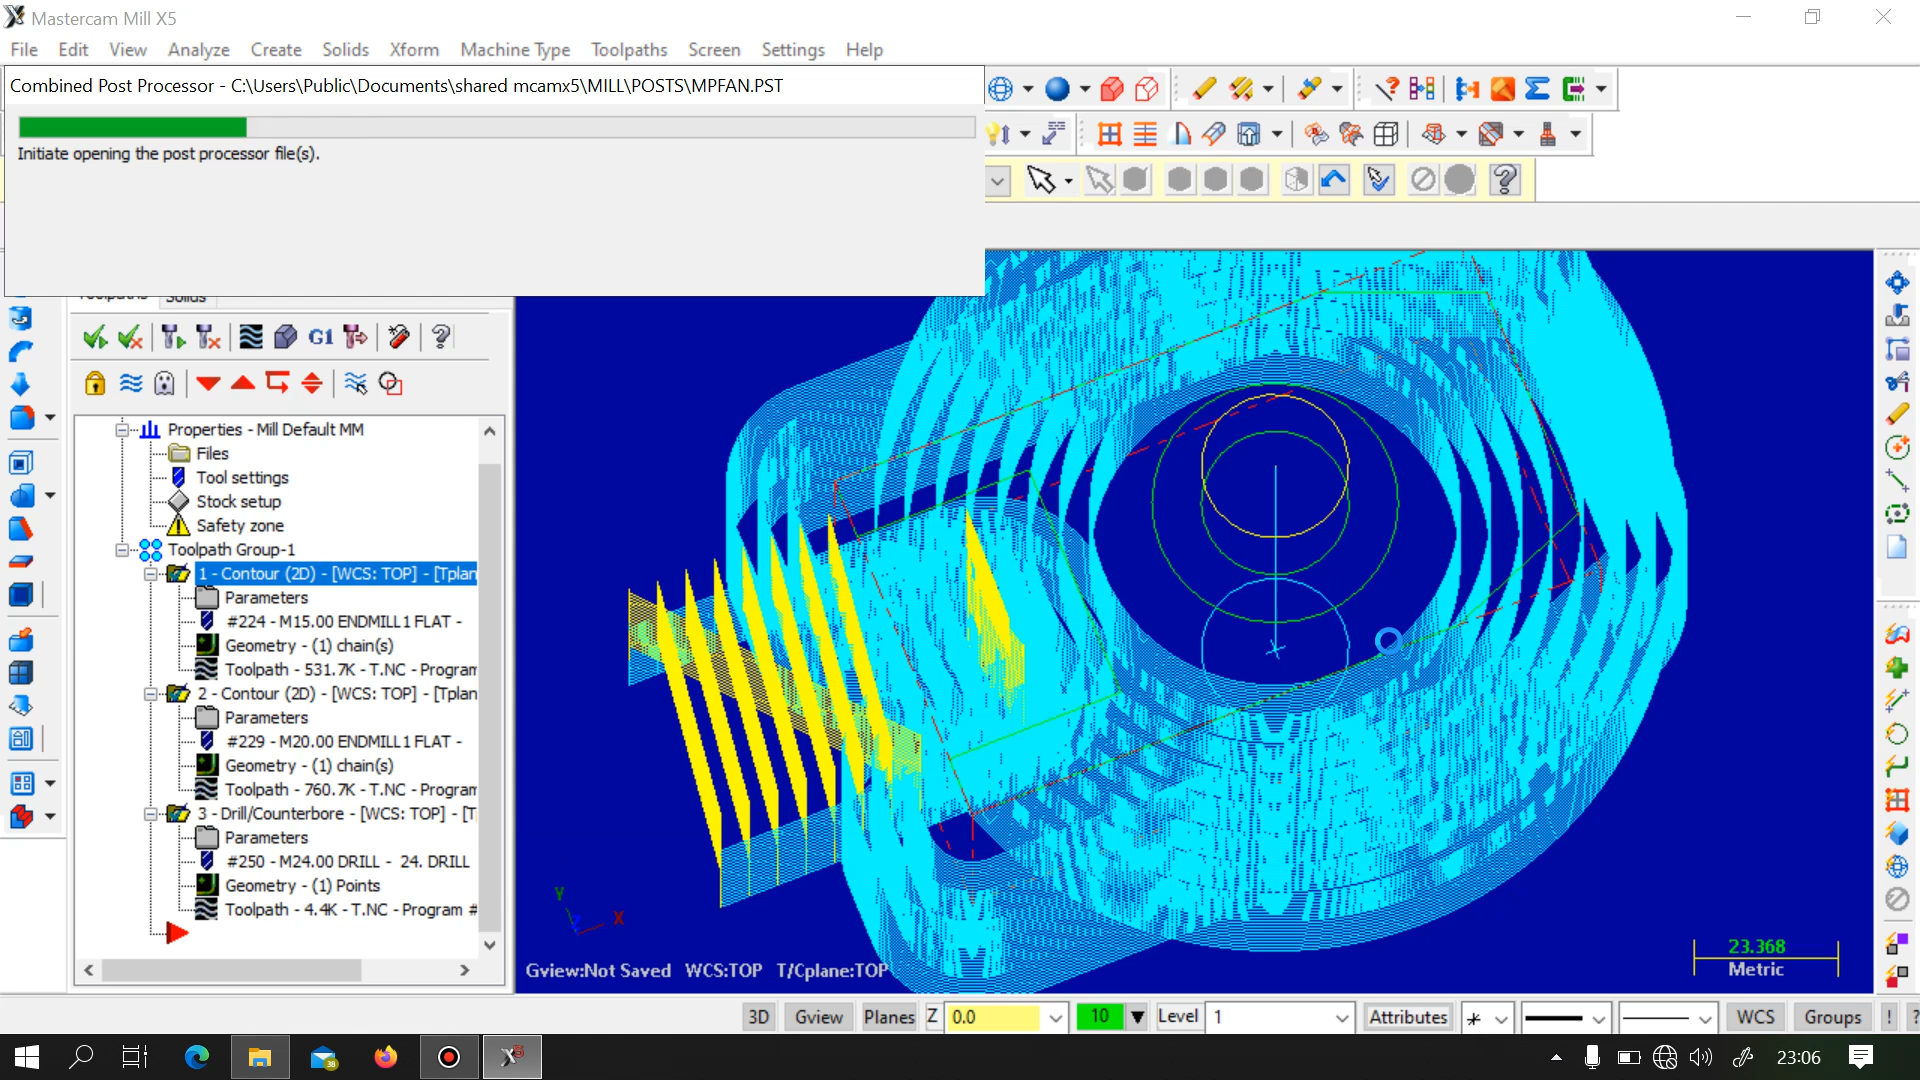 Mastercam Mill X5
File Edit View Analyze Create Solids Xform Machine Type Toolpaths Screen Settings Help
Combined Post Processor - C:\Users\Public\Documents\shared mcamx5\MILL\POSTS\MPFAN.PST
Initiate opening the post processor file(s).
Toolpaths Solids
G1
Properties - Mill Default MM
Files
Tool settings
Stock setup
Safety zone
Toolpath Group-1
1 - Contour (2D) - [WCS: TOP] - [Tplan
Parameters
#224 - M15.00 ENDMILL1 FLAT -
Geometry - (1) chain(s)
Toolpath - 531.7K - T.NC - Program
2 - Contour (2D) - [WCS: TOP] - [Tplan
Parameters
#229 - M20.00 ENDMILL1 FLAT -
Geometry - (1) chain(s)
Toolpath - 760.7K - T.NC - Program
3 - Drill/Counterbore - [WCS: TOP] - [T
Parameters
#250 - M24.00 DRILL - 24. DRILL
Geometry - (1) Points
Toolpath - 4.4K - T.NC - Program #
Y
Z
X
Gview:Not Saved WCS:TOP T/Cplane:TOP
23.368
Metric
3D Gview Planes Z 0.0 10 Level 1 Attributes WCS Groups ! ?
38
23:06